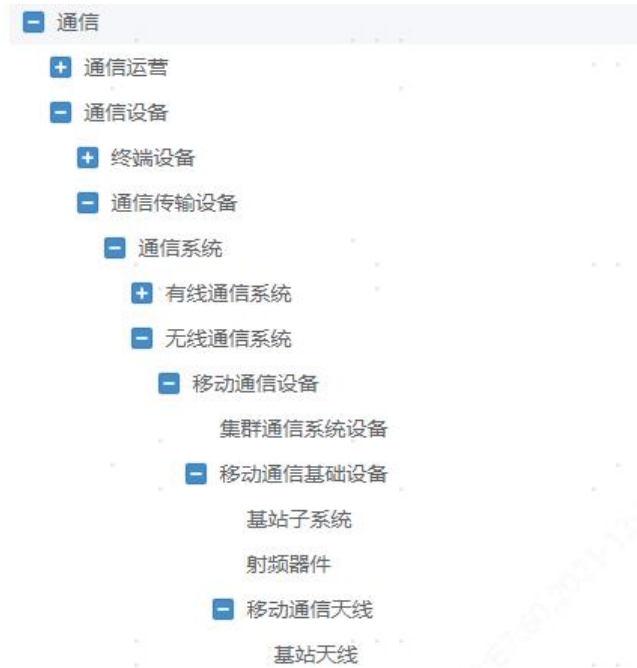 通信
通信运营
通信设备
终端设备
通信传输设备
通信系统
有线通信系统
无线通信系统
移动通信设备
集群通信系统设备
移动通信基础设备
基站子系统
射频器件
移动通信天线
基站天线